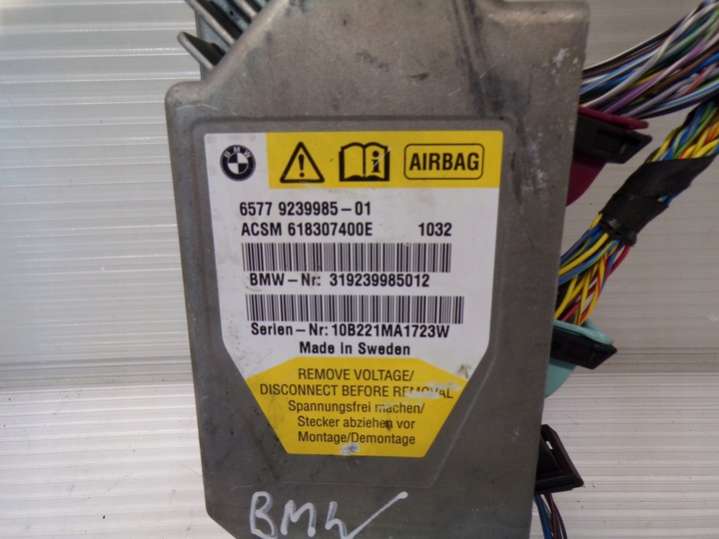 BMW
AIRBAG
6577 9239985-01
ACSM 618307400E 1032
BMW-Nr: 319239985012
Serien-Nr: 10B221MA1723W
Made in Sweden
REMOVE VOLTAGE/
DISCONNECT BEFORE REMOVAL
Spannungsfrei machen/
Stecker abziehen vor
Montage/Demontage
BMW